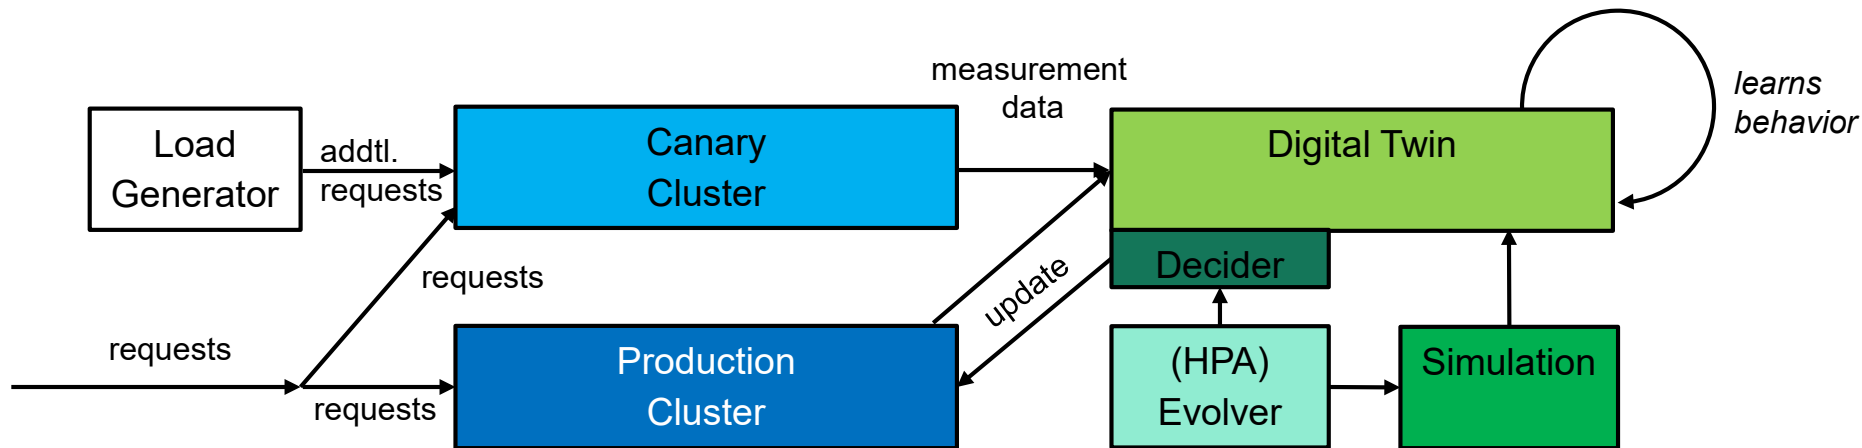 Load
Generator
addtl.
requests
Canary
Cluster
measurement
data
Digital Twin
learns
behavior
requests
update
Decider
requests
requests
Production
Cluster
(HPA)
Evolver
Simulation